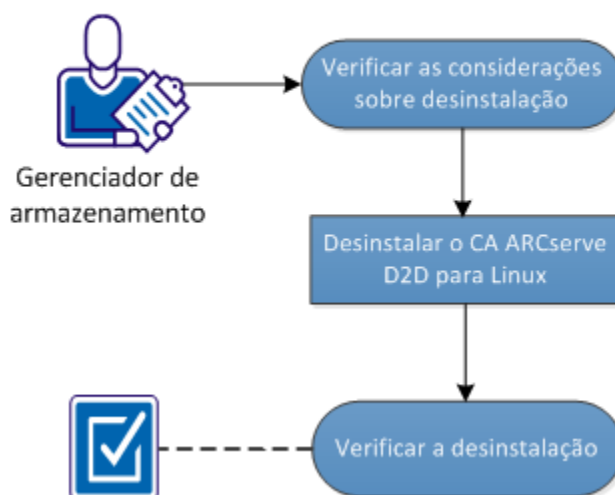 Verificar as considerações
sobre desinstalação
Gerenciador de
armazenamento
Desinstalar o CA ARCserve
D2D para Linux
Verificar a desinstalação